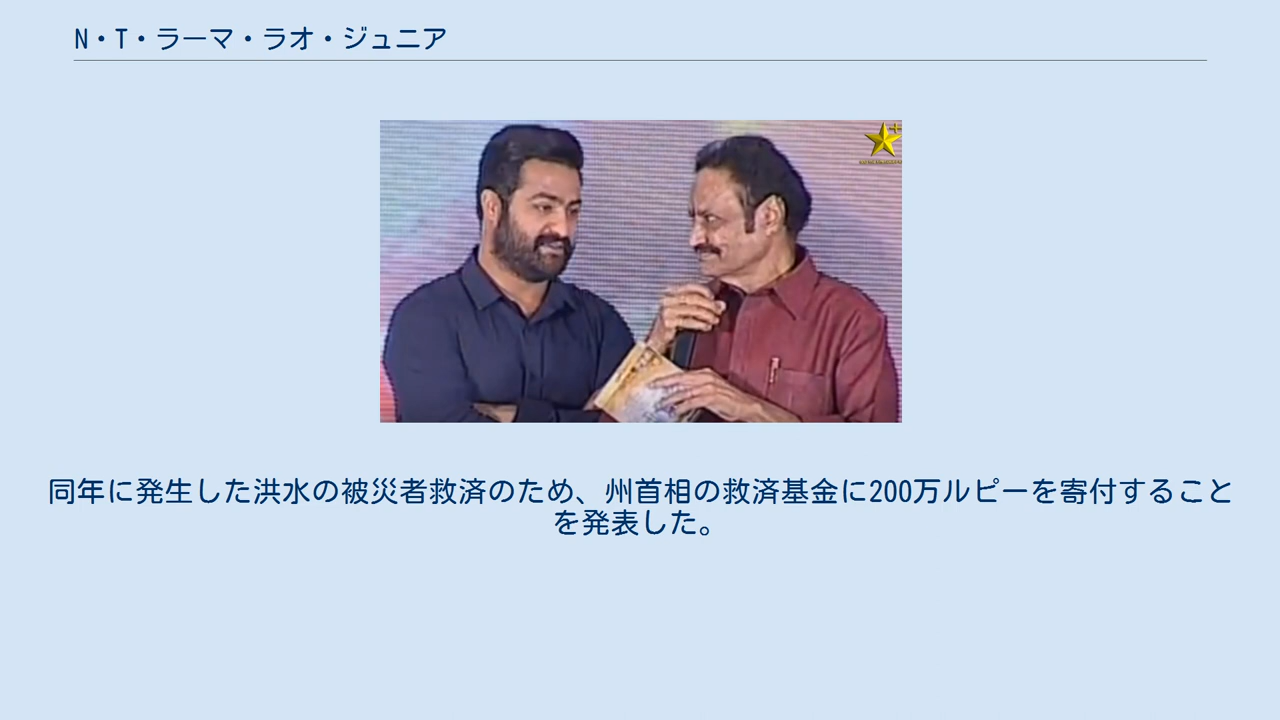 N・T・ラーマ・ラオ・ジュニア
同年に発生した洪水の被災者救済のため、州首相の救済基金に200万ルピーを寄付すること
を発表した。